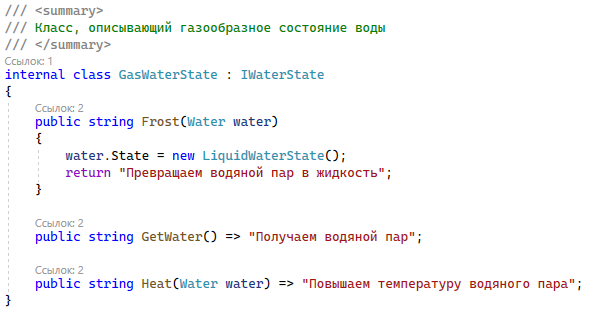 /// <summary>
/// Класс, описывающий газообразное состояние воды
/// </summary>
Ссылок: 1
internal class GasWaterState : IWaterState
{
Ссылок: 2
public string Frost(Water water)
{
water.State = new LiquidWaterState();
return "Превращаем водяной пар в жидкость";
}
Ссылок: 2
public string GetWater() => "Получаем водяной пар";
Ссылок: 2
public string Heat(Water water) => "Повышаем температуру водяного пара";
}